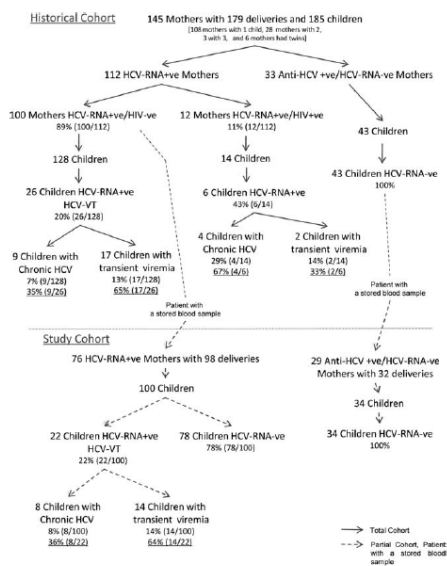 Historical Cohort
145 Mothers with 179 deliveries and 185 children
[108 mothers with 1 child, 28 mothers with 2,
3 with 3, and 6 mothers had twins]
112 HCV-RNA+ve Mothers
33 Anti-HCV +ve/HCV-RNA-ve Mothers
100 Mothers HCV-RNA+ve/HIV-ve
89% (100/112)
12 Mothers HCV-RNA+ve/HIV+ve
11% (12/112)
43 Children
128 Children
14 Children
43 Children HCV-RNA-ve
100%
26 Children HCV-RNA+ve
HCV-VT
20% (26/128)
6 Children HCV-RNA+ve
43% (6/14)
9 Children with
Chronic HCV
7% (9/128)
35% (9/26)
17 Children with
transient viremia
13% (17/128)
65% (17/26)
4 Children with
Chronic HCV
29% (4/14)
67% (4/6)
2 Children with
transient viremia
14% (2/14)
33% (2/6)
Patient with
a stored blood sample
Patient with
a stored blood sample
Study Cohort
76 HCV-RNA+ve Mothers with 98 deliveries
29 Anti-HCV +ve/HCV-RNA-ve
Mothers with 32 deliveries
100 Children
34 Children
22 Children HCV-RNA+ve
HCV-VT
22% (22/100)
78 Children HCV-RNA-ve
78% (78/100)
34 Children HCV-RNA-ve
100%
8 Children with
Chronic HCV
8% (8/100)
36% (8/22)
14 Children with
transient viremia
14% (14/100)
64% (14/22)
Total Cohort
Partial Cohort, Patient
with a stored blood
sample